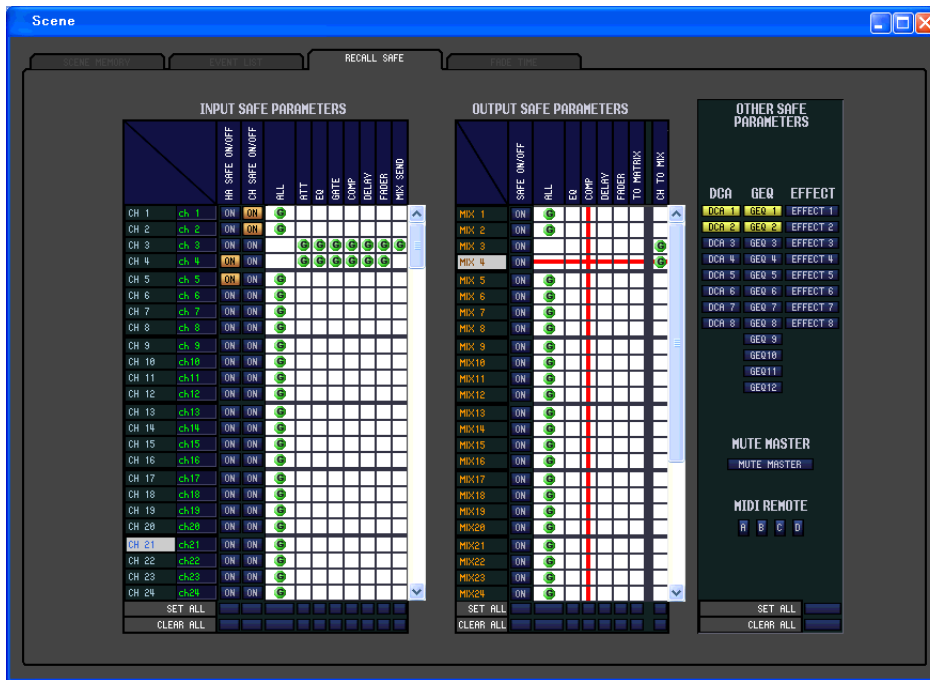 Scene
SCENE MEMORY EVENT LIST RECALL SAFE FADE TIME
INPUT SAFE PARAMETERS
HA SAFE ON/OFF CH SAFE ON/OFF ALL ATT EQ GATE COMP DELAY FADER MIX SEND
CH 1 ch 1 ON ON G
CH 2 ch 2 ON ON G
CH 3 ch 3 ON ON G G G G G G G
CH 4 ch 4 ON ON G G G G G G
CH 5 ch 5 ON ON G
CH 6 ch 6 ON ON G
CH 7 ch 7 ON ON G
CH 8 ch 8 ON ON G
CH 9 ch 9 ON ON G
CH 10 ch10 ON ON G
CH 11 ch11 ON ON G
CH 12 ch12 ON ON G
CH 13 ch13 ON ON G
CH 14 ch14 ON ON G
CH 15 ch15 ON ON G
CH 16 ch16 ON ON G
CH 17 ch17 ON ON G
CH 18 ch18 ON ON G
CH 19 ch19 ON ON G
CH 20 ch20 ON ON G
CH 21 ch21 ON ON G
CH 22 ch22 ON ON G
CH 23 ch23 ON ON G
CH 24 ch24 ON ON G
SET ALL
CLEAR ALL
OUTPUT SAFE PARAMETERS
SAFE ON/OFF ALL EQ COMP DELAY FADER TO MATRIX CH TO MIX
MIX 1 ON G
MIX 2 ON G
MIX 3 ON G
MIX 4 ON G
MIX 5 ON G
MIX 6 ON G
MIX 7 ON G
MIX 8 ON G
MIX 9 ON G
MIX10 ON G
MIX11 ON G
MIX12 ON G
MIX13 ON G
MIX14 ON G
MIX15 ON G
MIX16 ON G
MIX17 ON G
MIX18 ON G
MIX19 ON G
MIX20 ON G
MIX21 ON G
MIX22 ON G
MIX23 ON G
MIX24 ON G
SET ALL
CLEAR ALL
OTHER SAFE
PARAMETERS
DCA GEQ EFFECT
DCA 1 GEQ 1 EFFECT 1
DCA 2 GEQ 2 EFFECT 2
DCA 3 GEQ 3 EFFECT 3
DCA 4 GEQ 4 EFFECT 4
DCA 5 GEQ 5 EFFECT 5
DCA 6 GEQ 6 EFFECT 6
DCA 7 GEQ 7 EFFECT 7
DCA 8 GEQ 8 EFFECT 8
GEQ 9
GEQ10
GEQ11
GEQ12
MUTE MASTER
MUTE MASTER
MIDI REMOTE
A B C D
SET ALL
CLEAR ALL